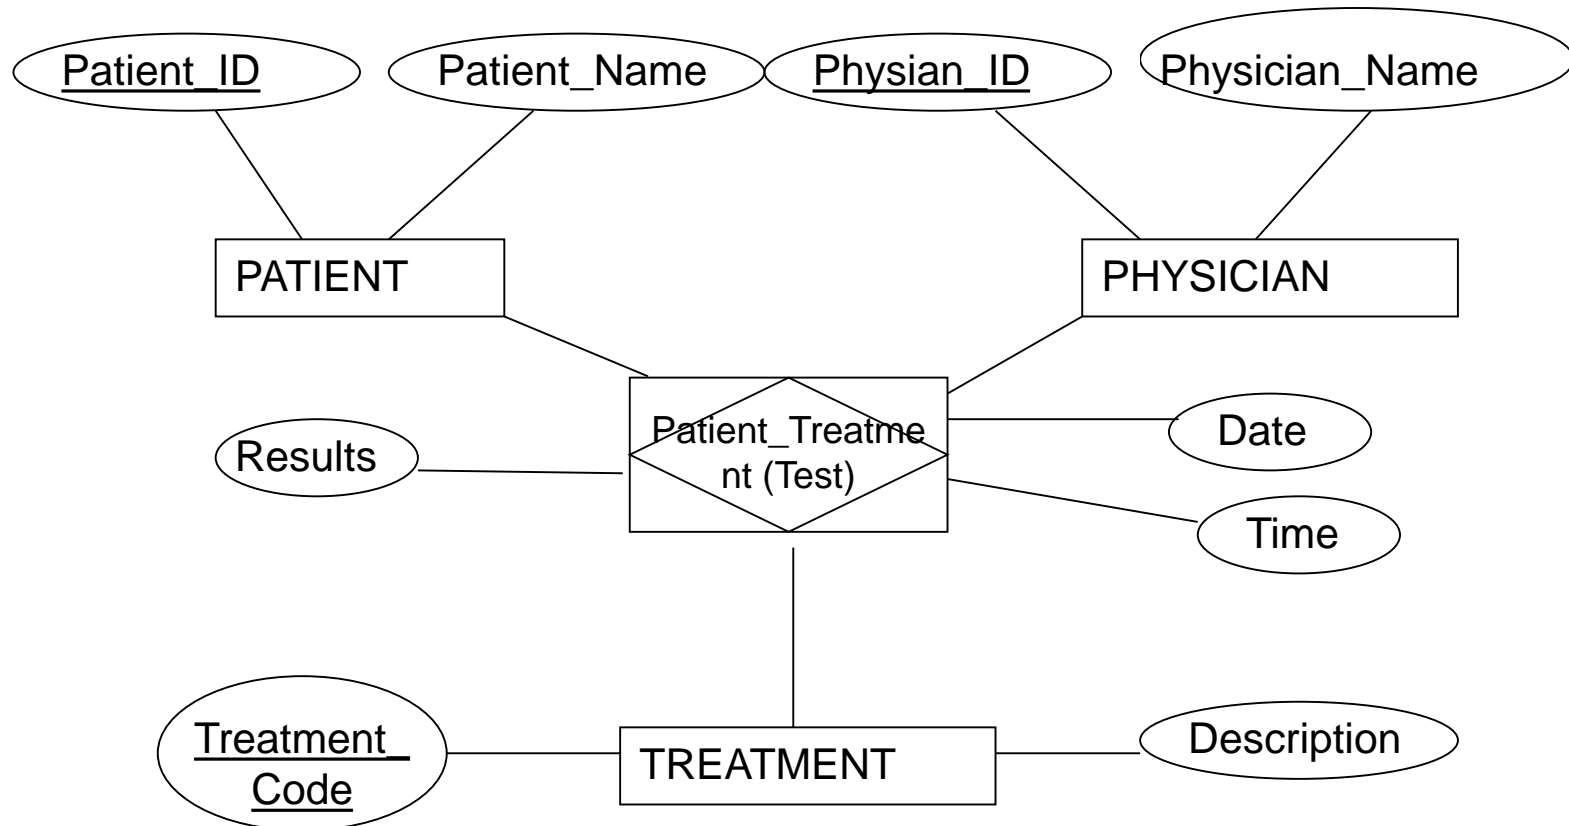 Patient_ID
Patient_Name
Physian_ID
Physician_Name
PATIENT
PHYSICIAN
Patient_Treatme
nt (Test)
Results
Date
Time
Treatment_
Code
TREATMENT
Description